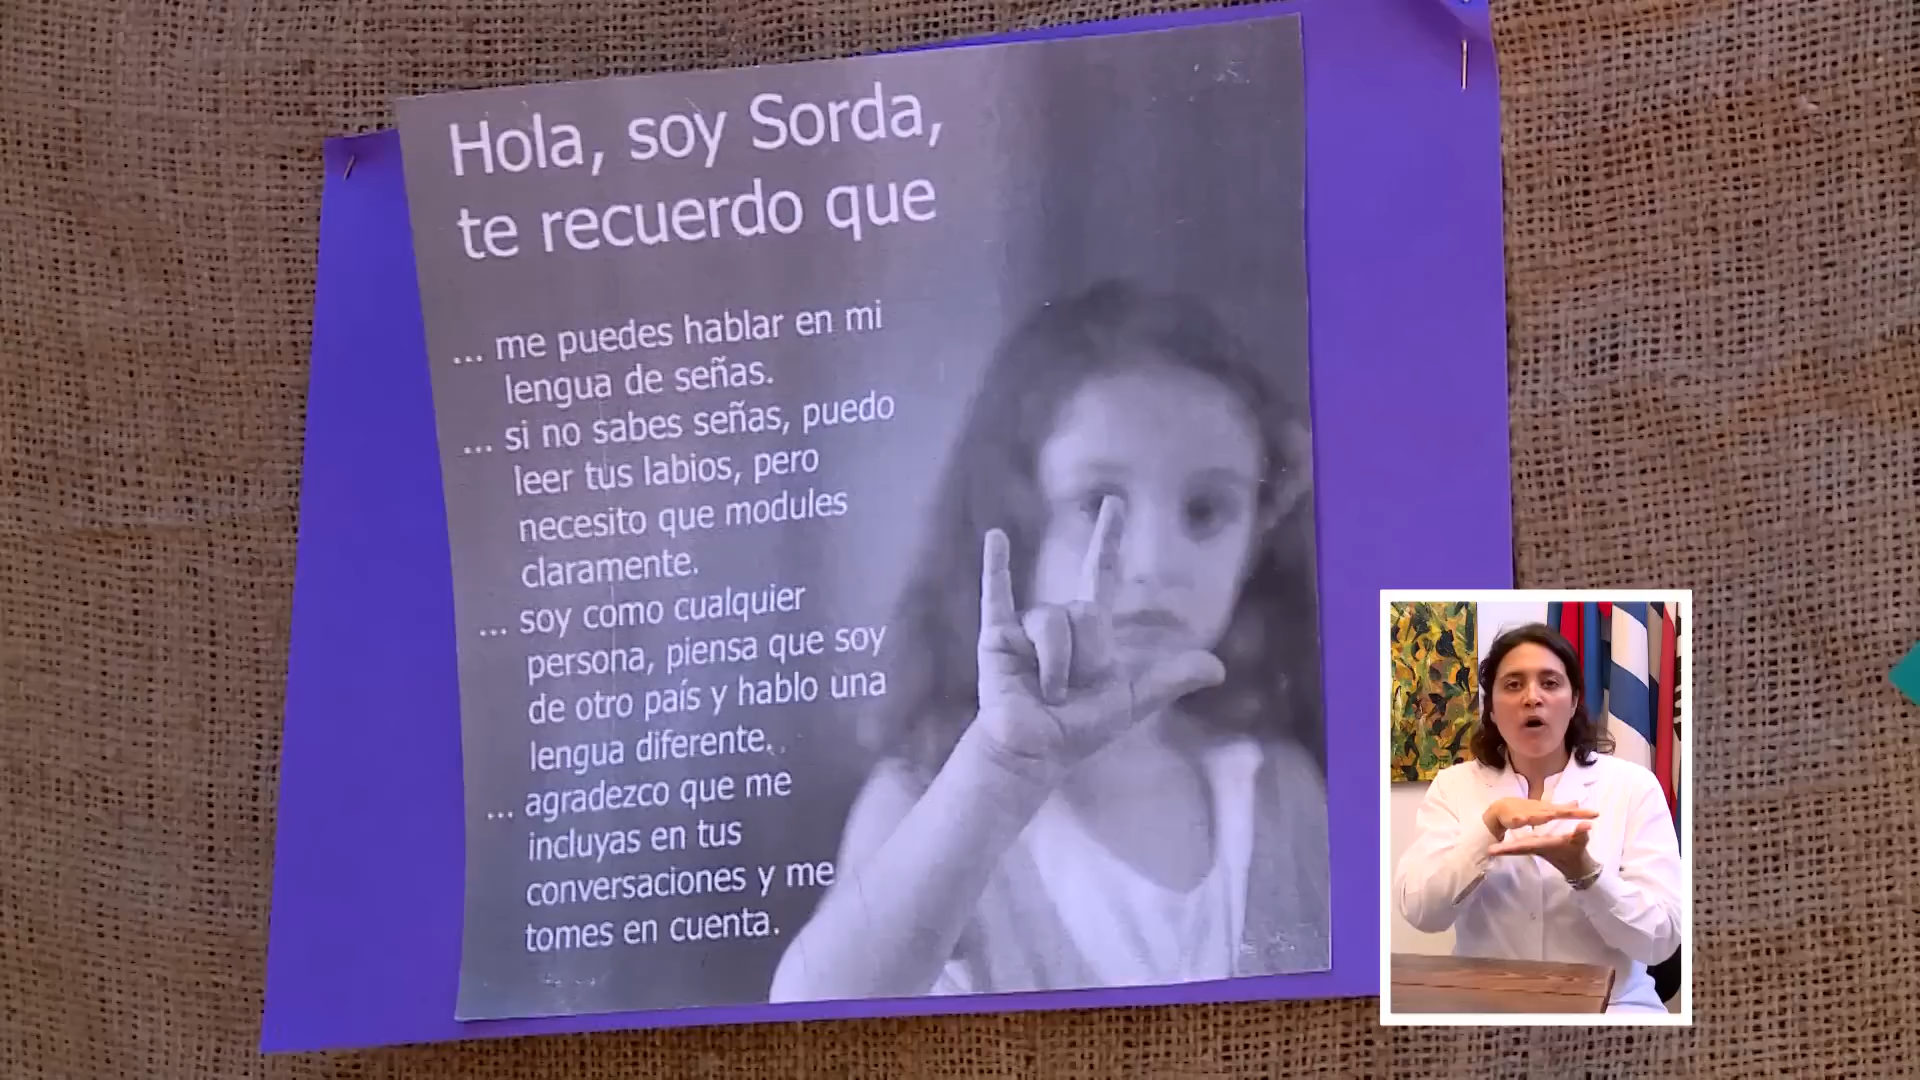 Hola, soy Sorda,
te recuerdo que
... me puedes hablar en mi
lengua de señas.
... si no sabes señas, puedo
leer tus labios, pero
necesito que modules
claramente.
... soy como cualquier
persona, piensa que soy
de otro país y hablo una
lengua diferente.
... agradezco que me
incluyas en tus
conversaciones y me
tomes en cuenta.